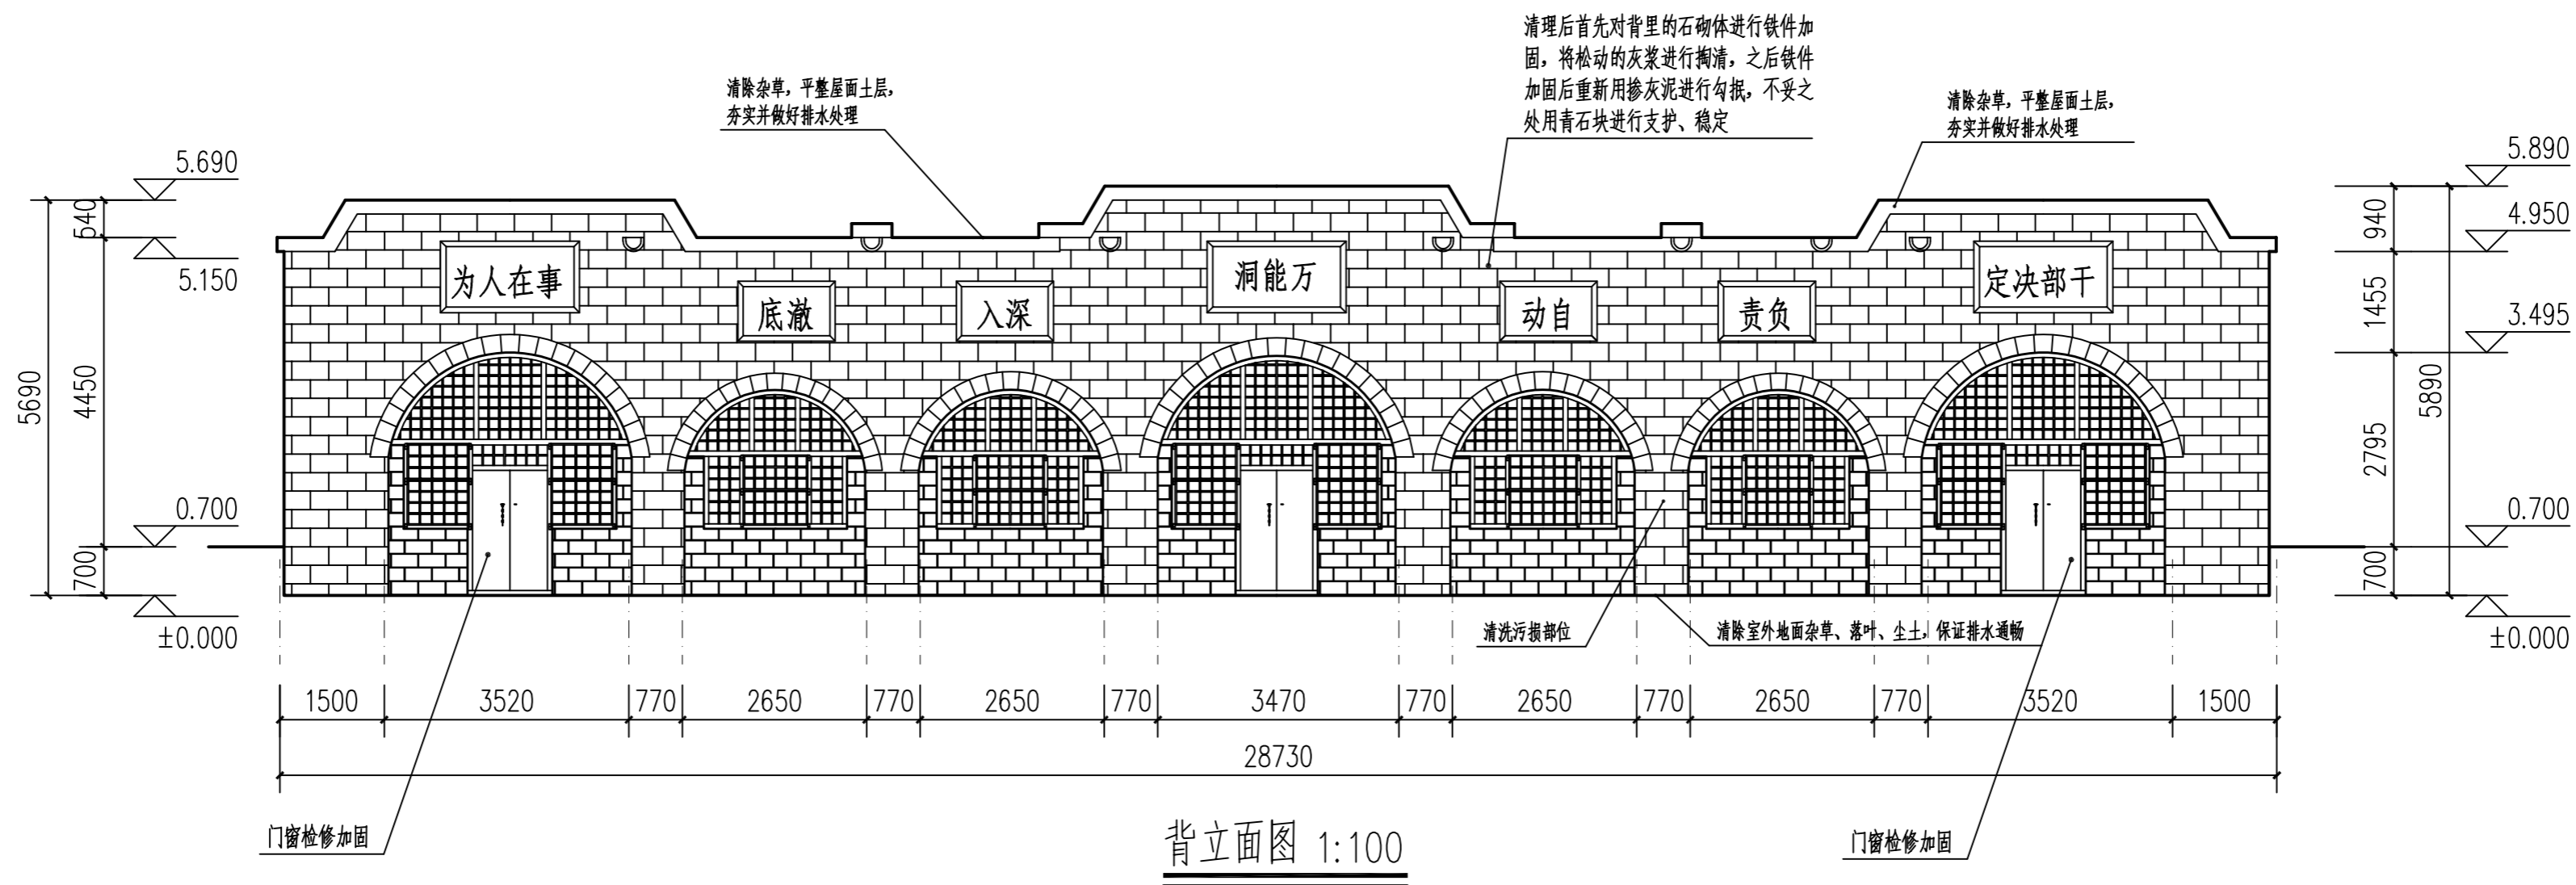 清理后首先对背里的石砌体进行铁件加
固，将松动的灰浆进行掏清，之后铁件
加固后重新用掺灰泥进行勾抿，不妥之
处用青石块进行支护、稳定
清除杂草，平整屋面土层，
夯实并做好排水处理
清除杂草，平整屋面土层，
夯实并做好排水处理
5.690
5.150
0.700
±0.000
540
4450
700
5690
5.890
4.950
3.495
0.700
±0.000
940
1455
2795
700
5890
为人在事
底澈
入深
洞能万
动自
责负
定决部干
清洗污损部位
清除室外地面杂草、落叶、尘土，保证排水通畅
1500 3520 770 2650 770 2650 770 3470 770 2650 770 2650 770 3520 1500
28730
门窗检修加固
门窗检修加固
背立面图 1:100